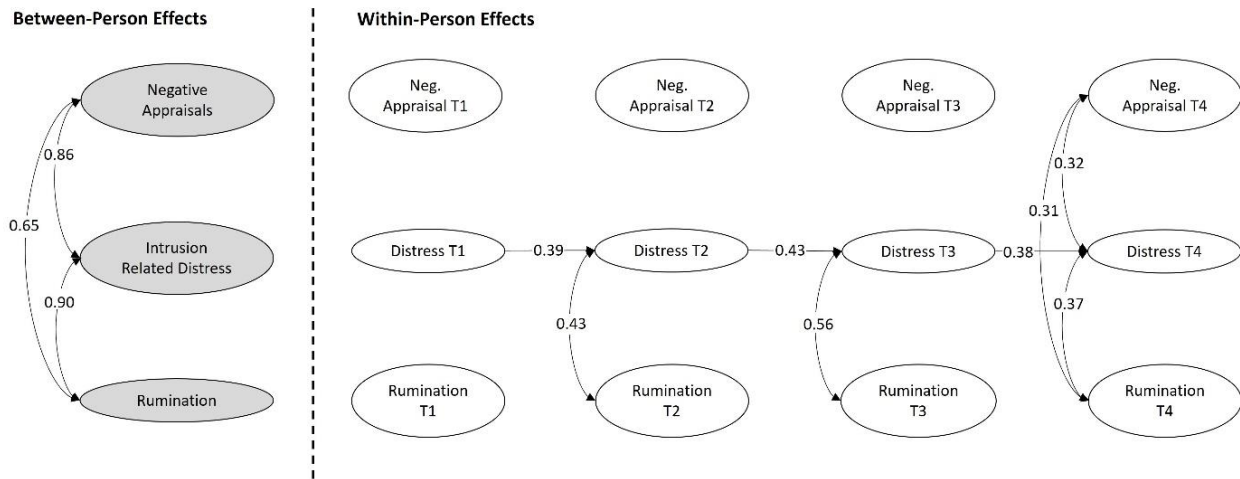 Between-Person Effects
Negative
Appraisals
0.86
0.65
Intrusion
Related Distress
0.90
Rumination
Within-Person Effects
Neg.
Appraisal T1
Neg.
Appraisal T2
Neg.
Appraisal T3
Neg.
Appraisal T4
0.32
0.31
Distress T1
0.39
Distress T2
0.43
Distress T3
0.38
Distress T4
0.43
0.56
0.37
Rumination
T1
Rumination
T2
Rumination
T3
Rumination
T4